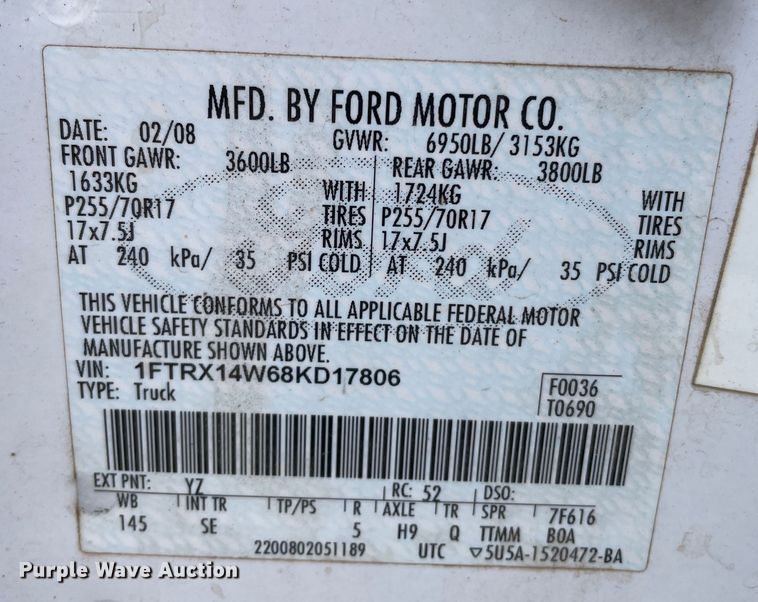 MFD. BY FORD MOTOR CO.
DATE: 02/08 GVWR: 6950LB/ 3153KG
FRONT GAWR: 3600LB REAR GAWR: 3800LB
1633KG WITH 1724KG WITH
P255/70R17 TIRES P255/70R17 TIRES
17x7.5J RIMS 17x7.5J RIMS
AT 240 kPa/ 35 PSI COLD AT 240 kPa/ 35 PSI COLD
Ford
THIS VEHICLE CONFORMS TO ALL APPLICABLE FEDERAL MOTOR
VEHICLE SAFETY STANDARDS IN EFFECT ON THE DATE OF
MANUFACTURE SHOWN ABOVE.
VIN: 1FTRX14W68KD17806 F0036
TYPE: Truck T0690
EXT PNT: YZ RC: 52 DSO:
WB INT TR TP/PS R AXLE TR SPR 7F616
145 SE 5 H9 Q TTMM BOA
2200802051189 UTC ▽5U5A-1520472-BA
Purple Wave Auction